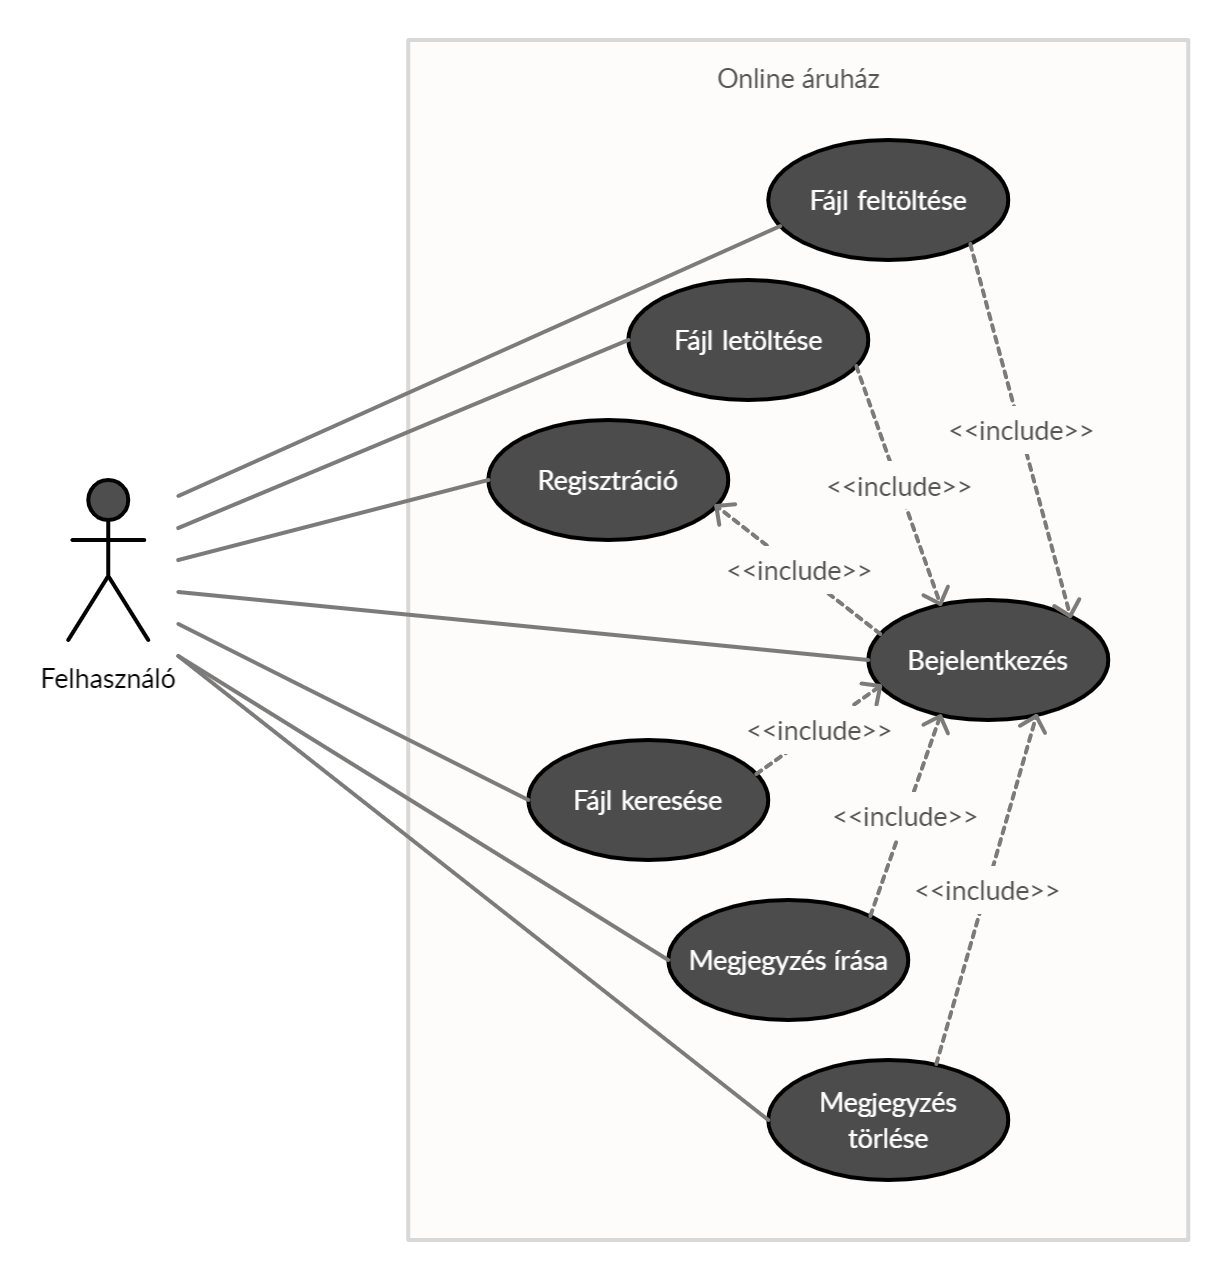 Online áruház
Fájl feltöltése
Fájl letöltése
<<include>>
Regisztráció
<<include>>
<<include>>
Bejelentkezés
Felhasználó
<<include>>
Fájl keresése
<<include>>
<<include>>
Megjegyzés írása
Megjegyzés
törlése